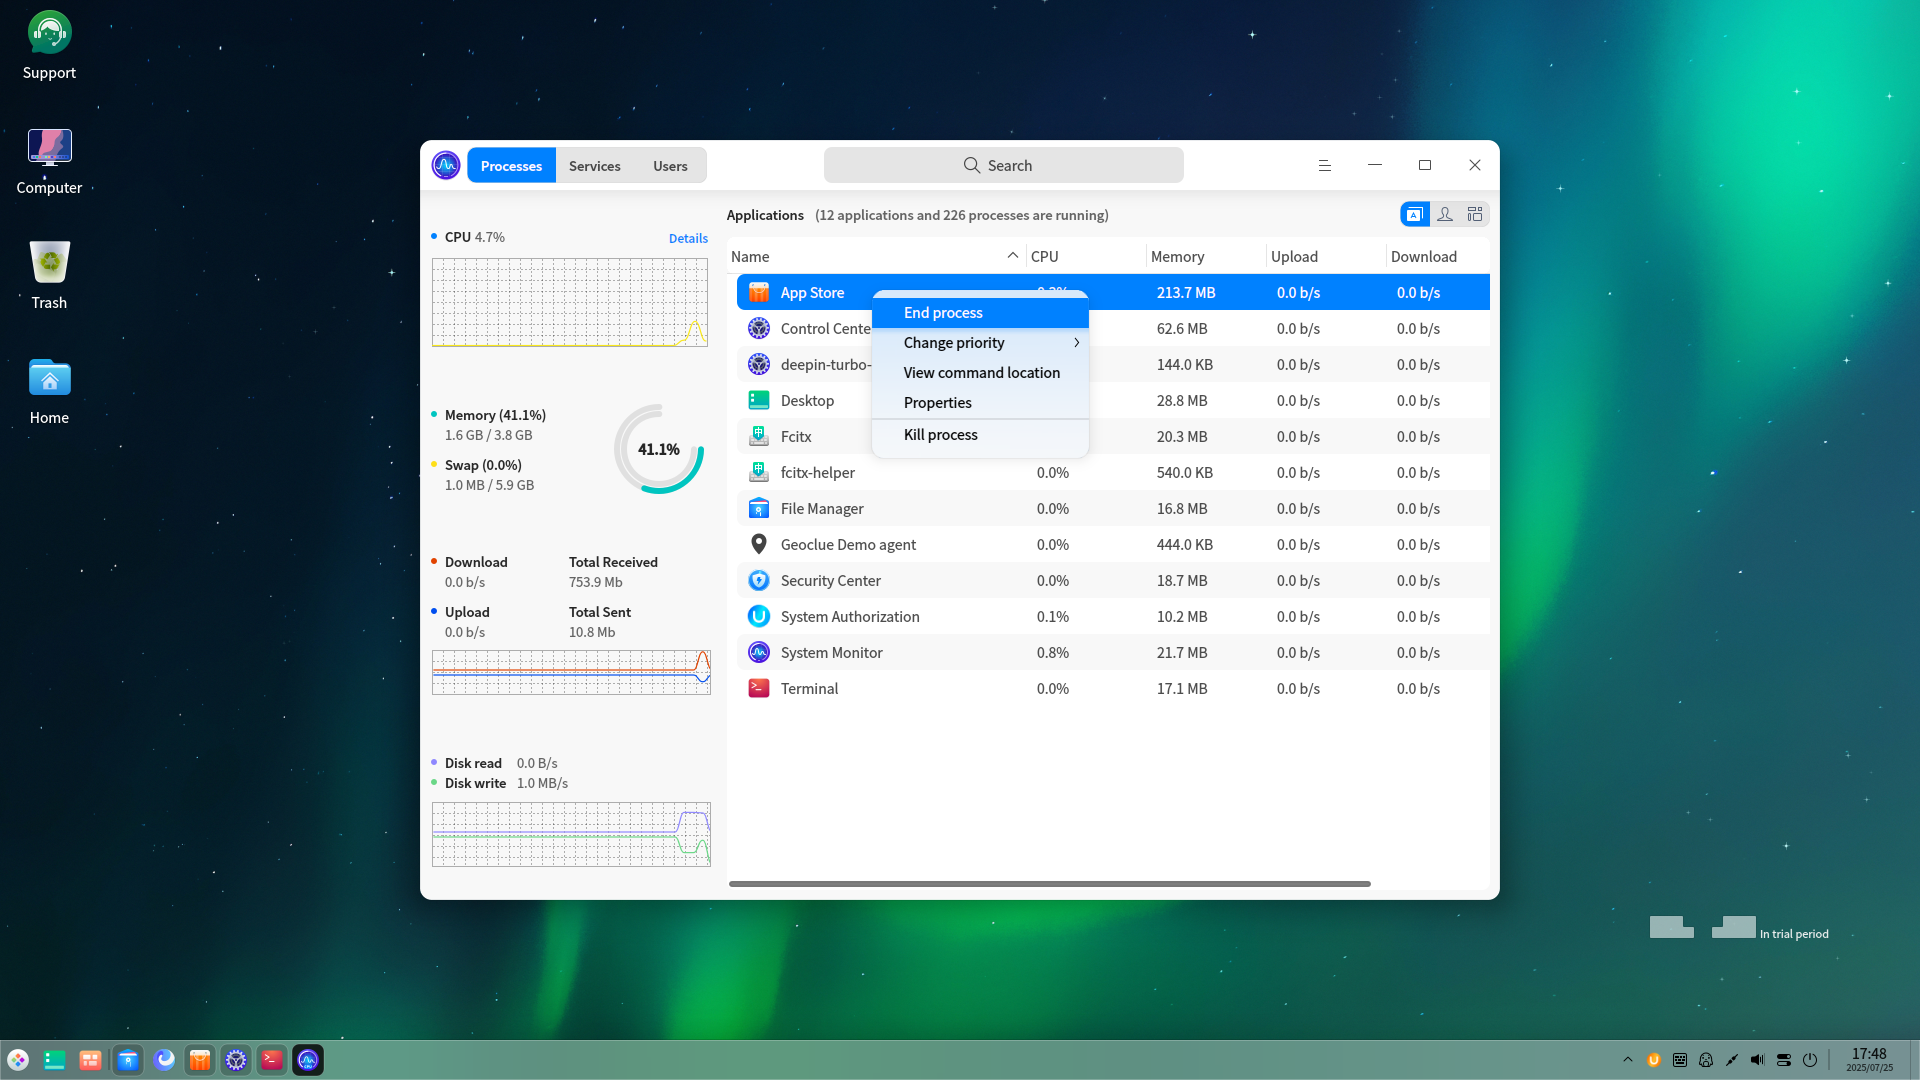 Support
Computer
Trash
Home
Processes
Services
Users
Search
CPU 4.7%
Details
Memory (41.1%)
1.6 GB / 3.8 GB
Swap (0.0%)
1.0 MB / 5.9 GB
41.1%
Download
0.0 b/s
Total Received
753.9 Mb
Upload
0.0 b/s
Total Sent
10.8 Mb
Disk read 0.0 B/s
Disk write 1.0 MB/s
Applications (12 applications and 226 processes are running)
Name CPU Memory Upload Download
App Store 213.7 MB 0.0 b/s 0.0 b/s
Control Cente 62.6 MB 0.0 b/s 0.0 b/s
deepin-turbo- 144.0 KB 0.0 b/s 0.0 b/s
Desktop 28.8 MB 0.0 b/s 0.0 b/s
Fcitx 20.3 MB 0.0 b/s 0.0 b/s
fcitx-helper 0.0% 540.0 KB 0.0 b/s 0.0 b/s
File Manager 0.0% 16.8 MB 0.0 b/s 0.0 b/s
Geoclue Demo agent 0.0% 444.0 KB 0.0 b/s 0.0 b/s
Security Center 0.0% 18.7 MB 0.0 b/s 0.0 b/s
System Authorization 0.1% 10.2 MB 0.0 b/s 0.0 b/s
System Monitor 0.8% 21.7 MB 0.0 b/s 0.0 b/s
Terminal 0.0% 17.1 MB 0.0 b/s 0.0 b/s
End process
Change priority
View command location
Properties
Kill process
In trial period
17:48
2025/07/25